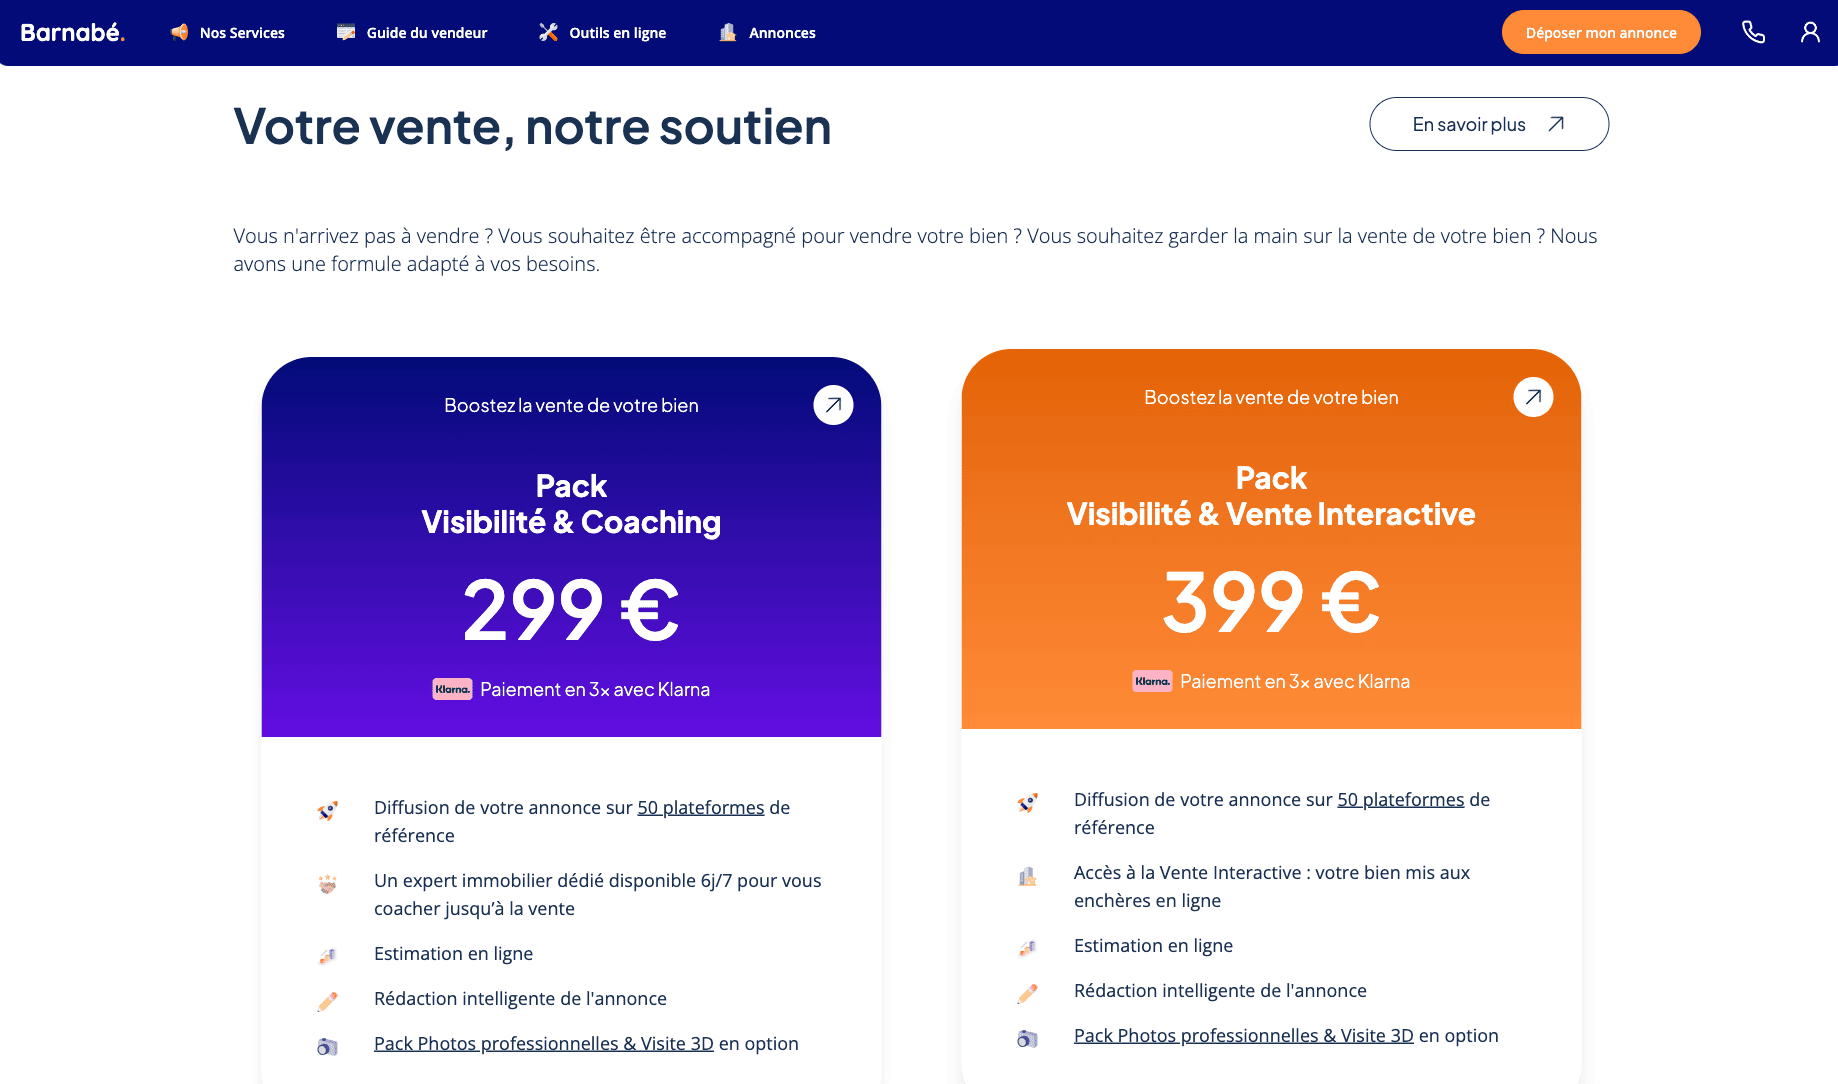 Barnabé.
Nos Services
Guide du vendeur
Outils en ligne
Annonces
Déposer mon annonce
Votre vente, notre soutien
En savoir plus
Vous n'arrivez pas à vendre ? Vous souhaitez être accompagné pour vendre votre bien ? Vous souhaitez garder la main sur la vente de votre bien ? Nous
avons une formule adapté à vos besoins.
Boostez la vente de votre bien
Pack
Visibilité & Coaching
299 €
Klarna. Paiement en 3x avec Klarna
Diffusion de votre annonce sur 50 plateformes de
référence
Un expert immobilier dédié disponible 6j/7 pour vous
coacher jusqu’à la vente
Estimation en ligne
Rédaction intelligente de l'annonce
Pack Photos professionnelles & Visite 3D en option
Boostez la vente de votre bien
Pack
Visibilité & Vente Interactive
399 €
Klarna. Paiement en 3x avec Klarna
Diffusion de votre annonce sur 50 plateformes de
référence
Accès à la Vente Interactive : votre bien mis aux
enchères en ligne
Estimation en ligne
Rédaction intelligente de l'annonce
Pack Photos professionnelles & Visite 3D en option